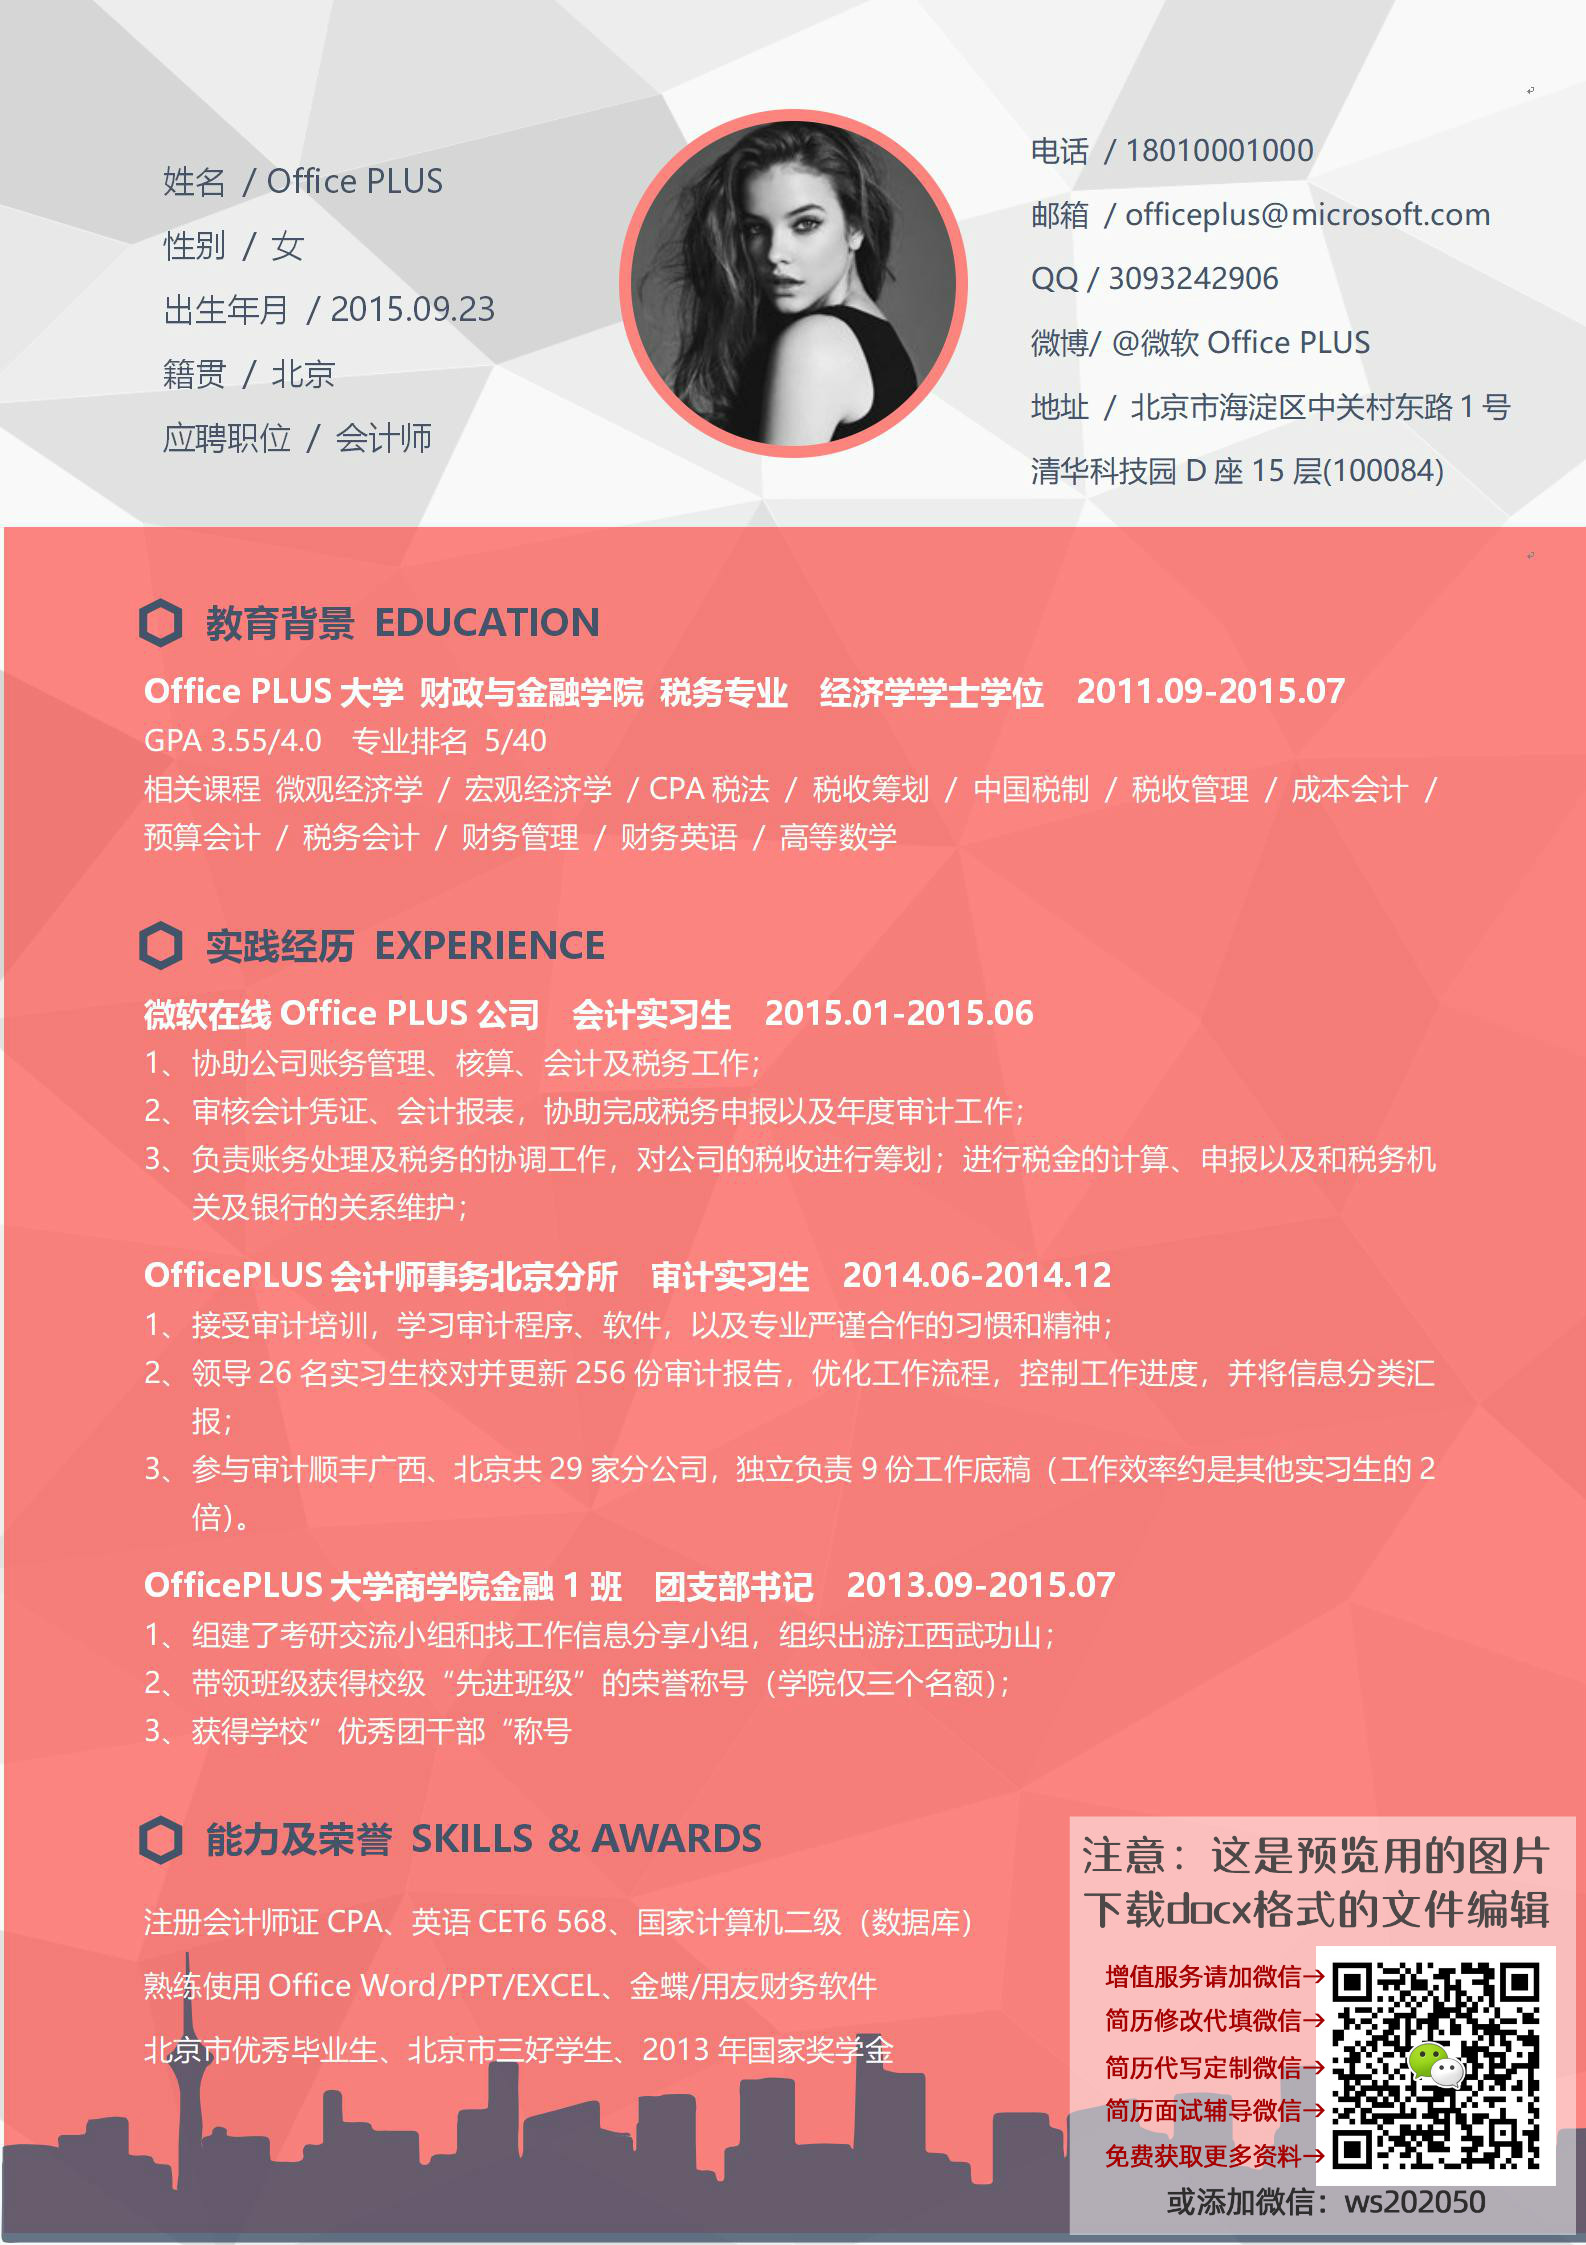 姓名 / Office PLUS
性别 / 女
出生年月 / 2015.09.23
籍贯 / 北京
应聘职位 / 会计师
电话 / 18010001000
邮箱 / officeplus@microsoft.com
QQ / 3093242906
微博/ @微软 Office PLUS
地址 / 北京市海淀区中关村东路 1 号
清华科技园 D 座 15 层(100084)
教育背景 EDUCATION
Office PLUS 大学 财政与金融学院 税务专业 经济学学士学位 2011.09-2015.07
GPA 3.55/4.0 专业排名 5/40
相关课程 微观经济学 / 宏观经济学 / CPA 税法 / 税收筹划 / 中国税制 / 税收管理 / 成本会计 /
预算会计 / 税务会计 / 财务管理 / 财务英语 / 高等数学
实践经历 EXPERIENCE
微软在线 Office PLUS 公司 会计实习生 2015.01-2015.06
1、协助公司账务管理、核算、会计及税务工作；
2、审核会计凭证、会计报表，协助完成税务申报以及年度审计工作；
3、负责账务处理及税务的协调工作，对公司的税收进行筹划；进行税金的计算、申报以及和税务机
关及银行的关系维护；
OfficePLUS 会计师事务北京分所 审计实习生 2014.06-2014.12
1、接受审计培训，学习审计程序、软件，以及专业严谨合作的习惯和精神；
2、领导 26 名实习生校对并更新 256 份审计报告，优化工作流程，控制工作进度，并将信息分类汇
报；
3、参与审计顺丰广西、北京共 29 家分公司，独立负责 9 份工作底稿（工作效率约是其他实习生的 2
倍）。
OfficePLUS 大学商学院金融 1 班 团支部书记 2013.09-2015.07
1、组建了考研交流小组和找工作信息分享小组，组织出游江西武功山；
2、带领班级获得校级“先进班级”的荣誉称号（学院仅三个名额）；
3、获得学校”优秀团干部“称号
能力及荣誉 SKILLS & AWARDS
注册会计师证 CPA、英语 CET6 568、国家计算机二级（数据库）
熟练使用 Office Word/PPT/EXCEL、金蝶/用友财务软件
北京市优秀毕业生、北京市三好学生、2013 年国家奖学金
注意：这是预览用的图片
下载docx格式的文件编辑
增值服务请加微信→
简历修改代填微信→
简历代写定制微信→
简历面试辅导微信→
免费获取更多资料→
或添加微信：ws202050